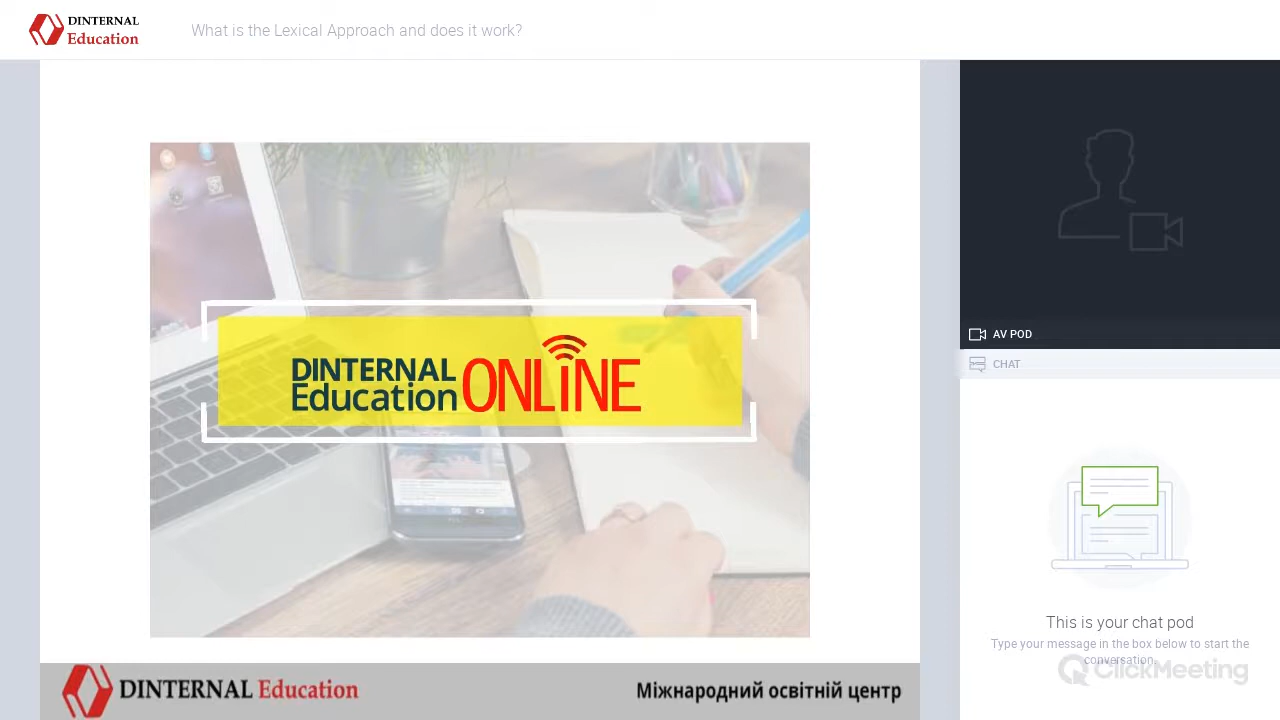 DINTERNAL
Education
What is the Lexical Approach and does it work?
DINTERNAL
Education
ONLINE
AV POD
CHAT
This is your chat pod
Type your message in the box below to start the
conversation.
ClickMeeting
DINTERNAL Education
Міжнародний освітній центр